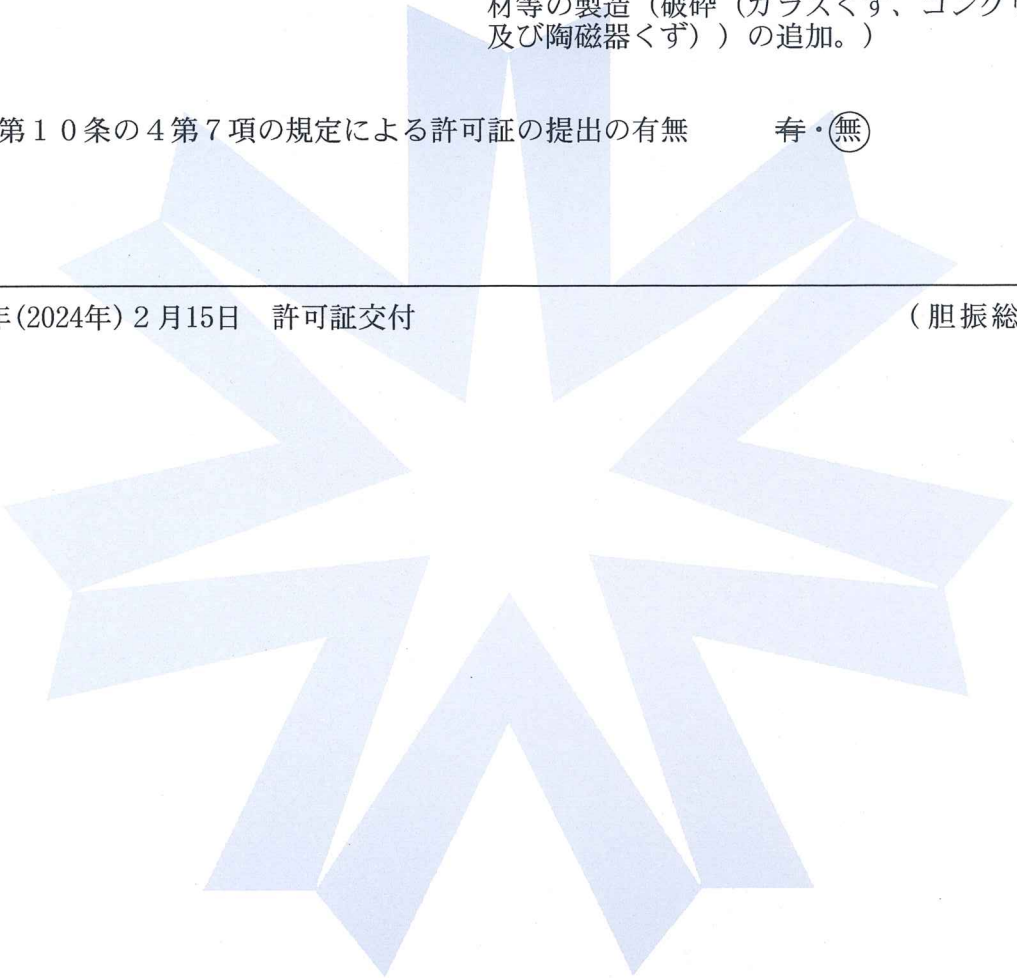 材等の製造（破砕（ガラスくず、コンク
及び陶磁器くず））の追加。）
第１０条の４第７項の規定による許可証の提出の有無　　有・無
年(2024年)２月15日　許可証交付　　（胆振総